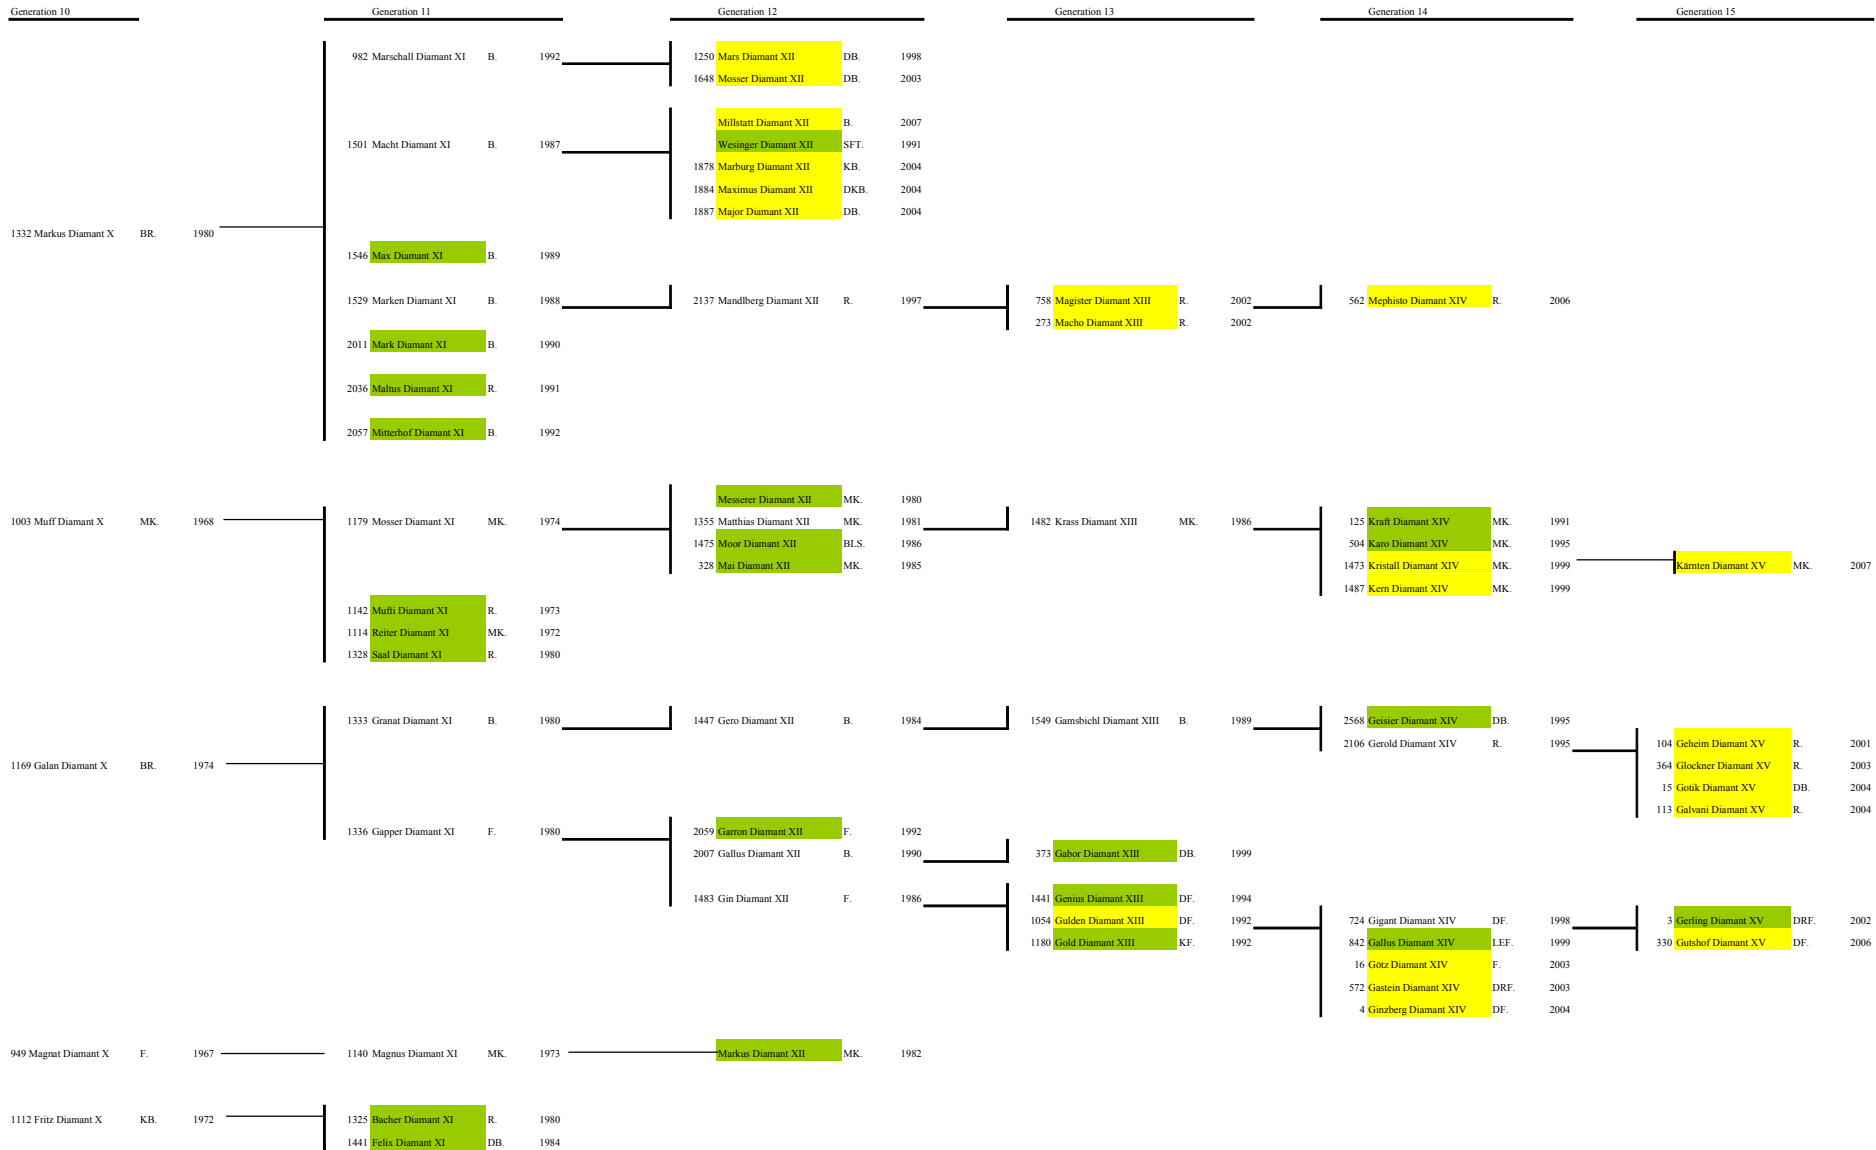 Generation 10 Generation 11 Generation 12 Generation 13 Generation 14 Generation 15
982 Marschall Diamant XI B. 1992 1250 Mars Diamant XII DB. 1998
1648 Mosser Diamant XII DB. 2003
Millstatt Diamant XII B. 2007
1501 Macht Diamant XI B. 1987 Wesinger Diamant XII SFT. 1991
1878 Marburg Diamant XII KB. 2004
1884 Maximus Diamant XII DKB. 2004
1887 Major Diamant XII DB. 2004
1332 Markus Diamant X BR. 1980
1546 Max Diamant XI B. 1989
1529 Marken Diamant XI B. 1988 2137 Mandlberg Diamant XII R. 1997 758 Magister Diamant XIII R. 2002 562 Mephisto Diamant XIV R. 2006
273 Macho Diamant XIII R. 2002
2011 Mark Diamant XI B. 1990
2036 Maltus Diamant XI R. 1991
2057 Mitterhof Diamant XI B. 1992
Messerer Diamant XII MK. 1980
1003 Muff Diamant X MK. 1968 1179 Mosser Diamant XI MK. 1974 1355 Matthias Diamant XII MK. 1981 1482 Krass Diamant XIII MK. 1986 125 Kraft Diamant XIV MK. 1991
1475 Moor Diamant XII BLS. 1986 504 Karo Diamant XIV MK. 1995
328 Mai Diamant XII MK. 1985 1473 Kristall Diamant XIV MK. 1999 Kärnten Diamant XV MK. 2007
1487 Kern Diamant XIV MK. 1999
1142 Mufti Diamant XI R. 1973
1114 Reiter Diamant XI MK. 1972
1328 Saal Diamant XI R. 1980
1333 Granat Diamant XI B. 1980 1447 Gero Diamant XII B. 1984 1549 Gamsbichl Diamant XIII B. 1989 2568 Geisier Diamant XIV DB. 1995
2106 Gerold Diamant XIV R. 1995 104 Geheim Diamant XV R. 2001
1169 Galan Diamant X BR. 1974 364 Glockner Diamant XV R. 2003
15 Gotik Diamant XV DB. 2004
113 Galvani Diamant XV R. 2004
1336 Gapper Diamant XI F. 1980 2059 Garron Diamant XII F. 1992
2007 Gallus Diamant XII B. 1990 373 Gabor Diamant XIII DB. 1999
1483 Gin Diamant XII F. 1986 1441 Genius Diamant XIII DF. 1994
1054 Gulden Diamant XIII DF. 1992 724 Gigant Diamant XIV DF. 1998 3 Gerling Diamant XV DRF. 2002
1180 Gold Diamant XIII KF. 1992 842 Gallus Diamant XIV LEF. 1999 330 Gutshof Diamant XV DF. 2006
16 Götz Diamant XIV F. 2003
572 Gastein Diamant XIV DRF. 2003
4 Ginzberg Diamant XIV DF. 2004
949 Magnat Diamant X F. 1967 1140 Magnus Diamant XI MK. 1973 Markus Diamant XII MK. 1982
1112 Fritz Diamant X KB. 1972 1325 Bacher Diamant XI R. 1980
1441 Felix Diamant XI DB. 1984